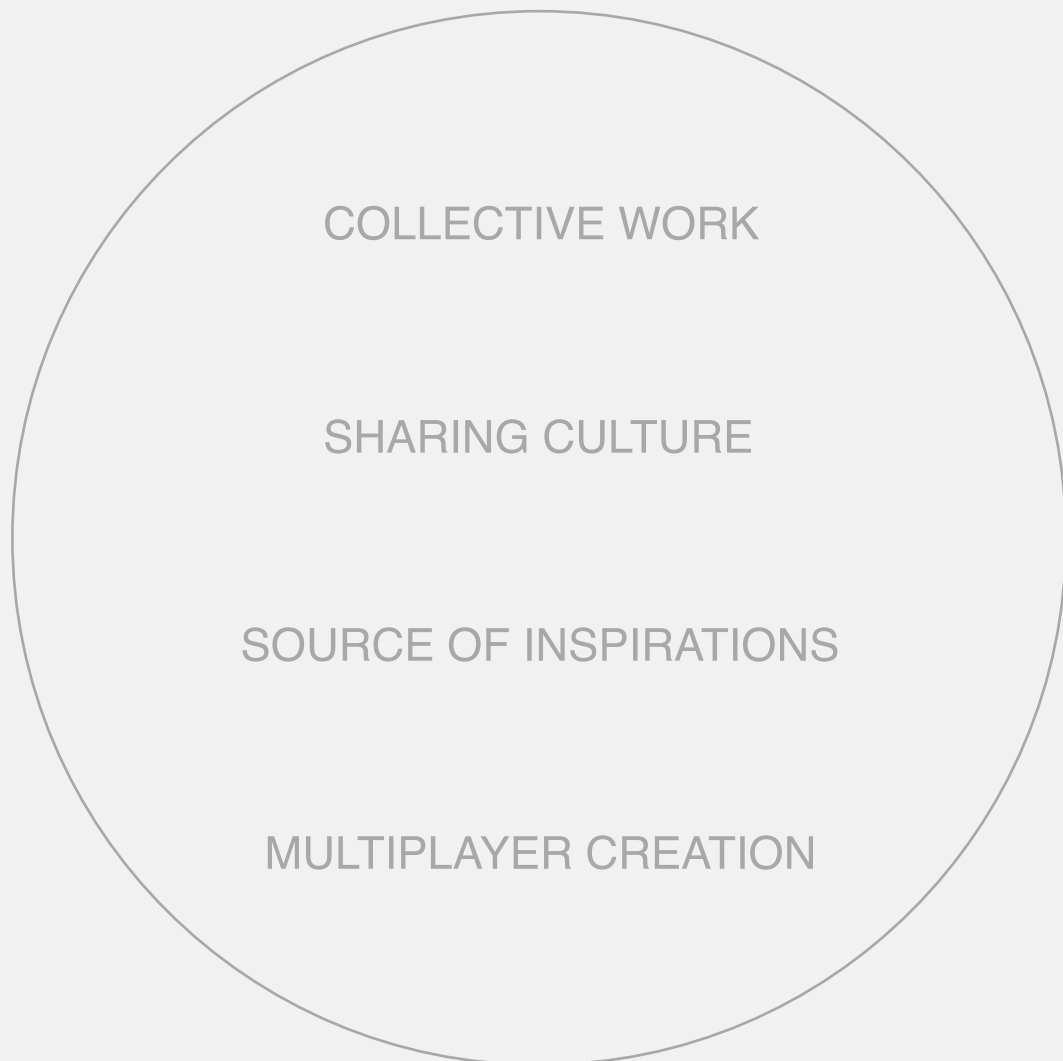 COLLECTIVE WORK
SHARING CULTURE
SOURCE OF INSPIRATIONS
MULTIPLAYER CREATION